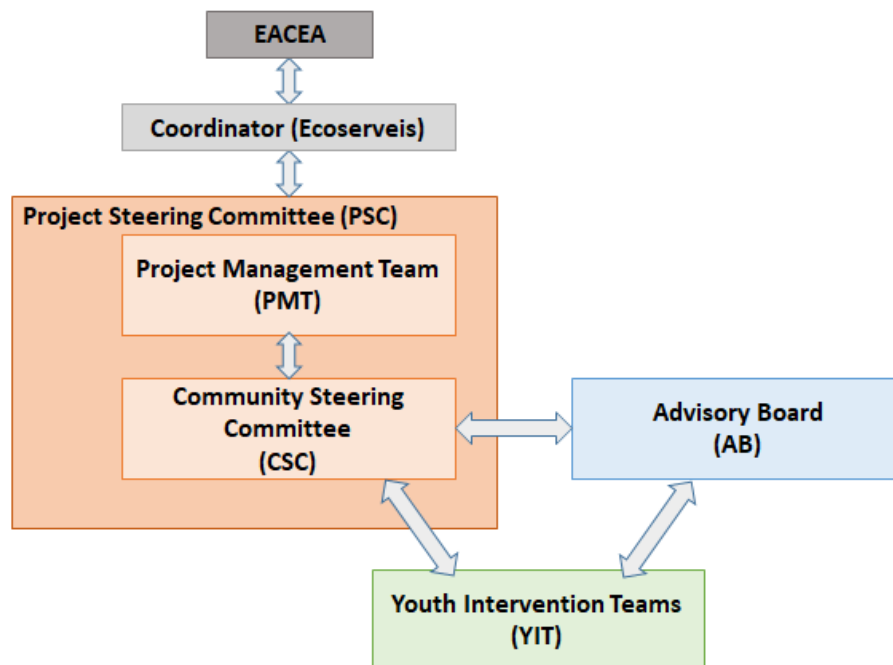 EACEA
Coordinator (Ecoserveis)
Project Steering Committee (PSC)
Project Management Team
(PMT)
Community Steering
Committee
(CSC)
Advisory Board
(AB)
Youth Intervention Teams
(YIT)